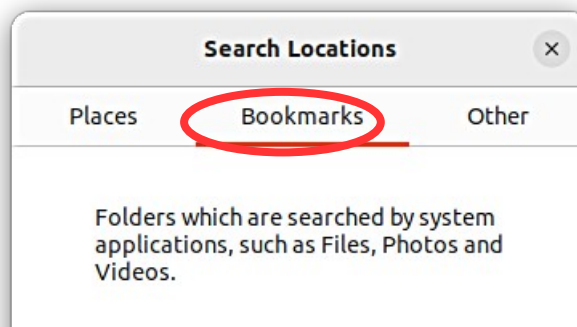 Search Locations
Places Bookmarks Other
Folders which are searched by system
applications, such as Files, Photos and
Videos.